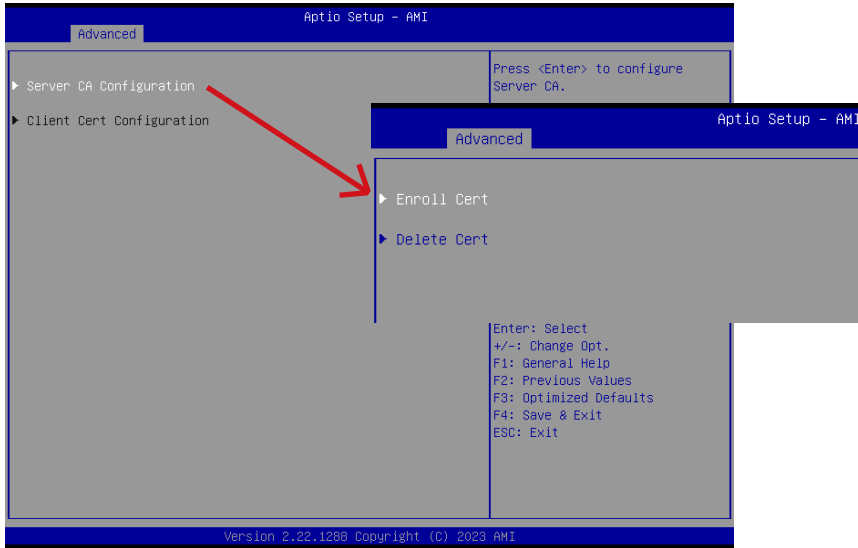 Aptio Setup – AMI
Advanced
Server CA Configuration
Client Cert Configuration
Press <Enter> to configure
Server CA.
Aptio Setup – AMI
Advanced
Enroll Cert
Delete Cert
Enter: Select
+/-: Change Opt.
F1: General Help
F2: Previous Values
F3: Optimized Defaults
F4: Save & Exit
ESC: Exit
Version 2.22.1288 Copyright (C) 2023 AMI